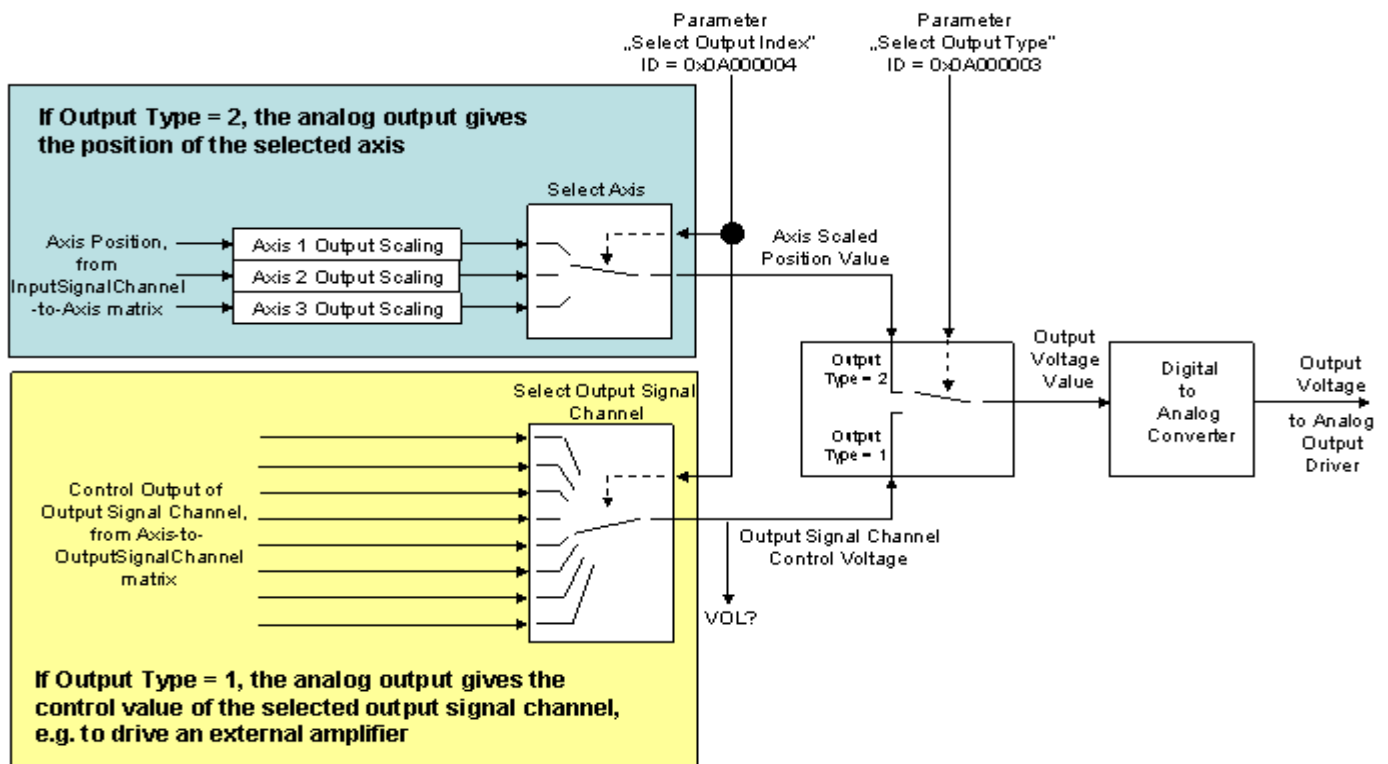 Parameter
„Select Output Index"
ID = 0x0A000004
Parameter
„Select Output Type"
ID = 0x0A000003
If Output Type = 2, the analog output gives
the position of the selected axis
Select Axis
Axis Position,
from
InputSignalChannel
-to-Axis matrix
Axis 1 Output Scaling
Axis 2 Output Scaling
Axis 3 Output Scaling
Axis Scaled
Position Value
Output
Type = 2
Output
Type = 1
Output
Voltage
Value
Digital
to
Analog
Converter
Output
Voltage
to Analog
Output
Driver
Select Output Signal
Channel
Control Output of
Output Signal Channel,
from Axis-to-
OutputSignalChannel
matrix
Output Signal Channel
Control Voltage
VOL?
If Output Type = 1, the analog output gives the
control value of the selected output signal channel,
e.g. to drive an external amplifier